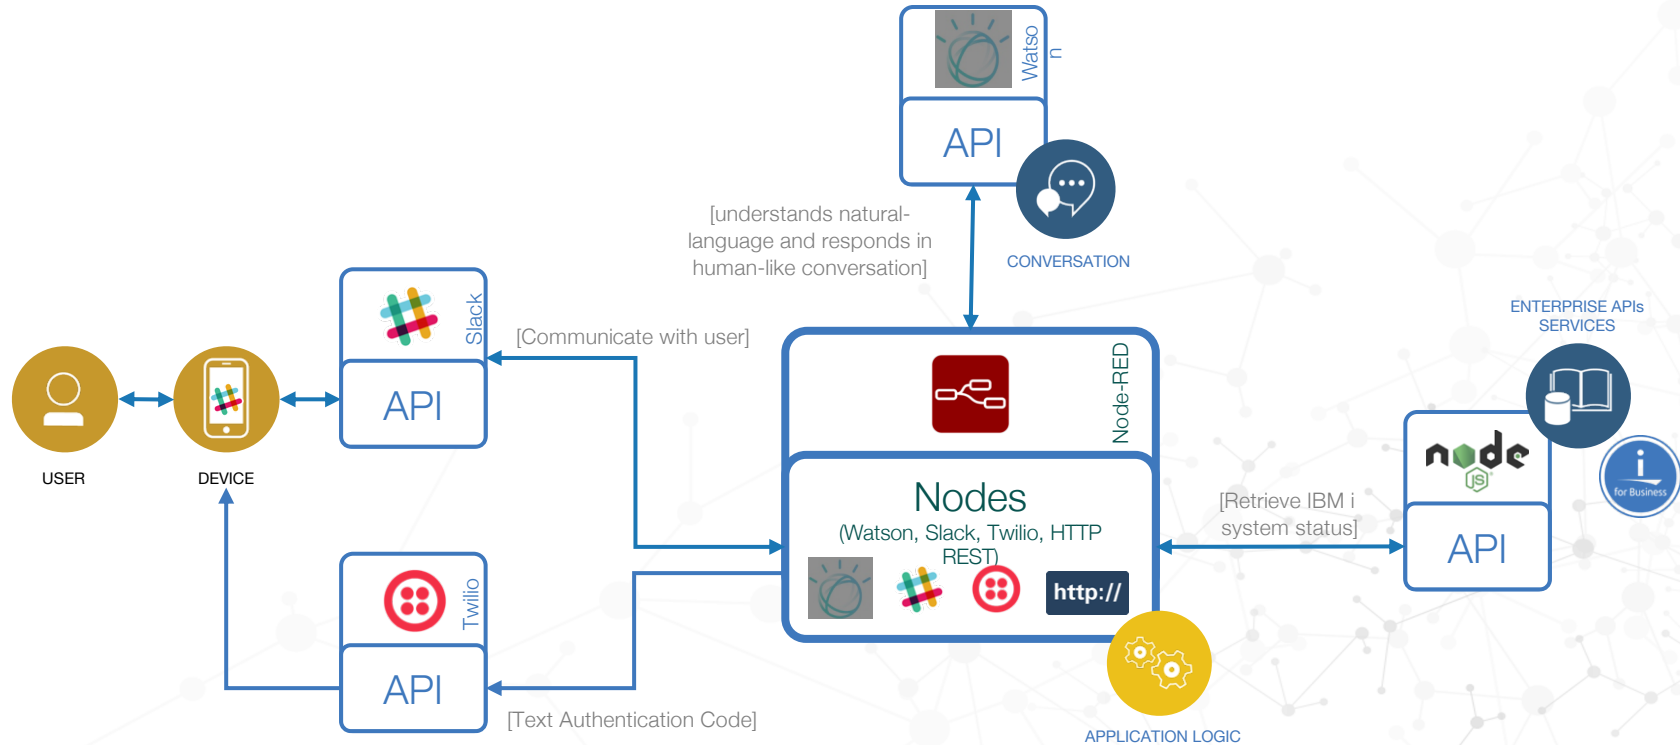 Watso
n
API
[understands natural-
language and responds in
human-like conversation]
CONVERSATION
Slack
API
[Communicate with user]
USER
DEVICE
Node-RED
Nodes
(Watson, Slack, Twilio, HTTP
REST)
http://
APPLICATION LOGIC
Twilio
API
[Text Authentication Code]
[Retrieve IBM i
system status]
ENTERPRISE APIs
SERVICES
node
JS
API
i
for Business